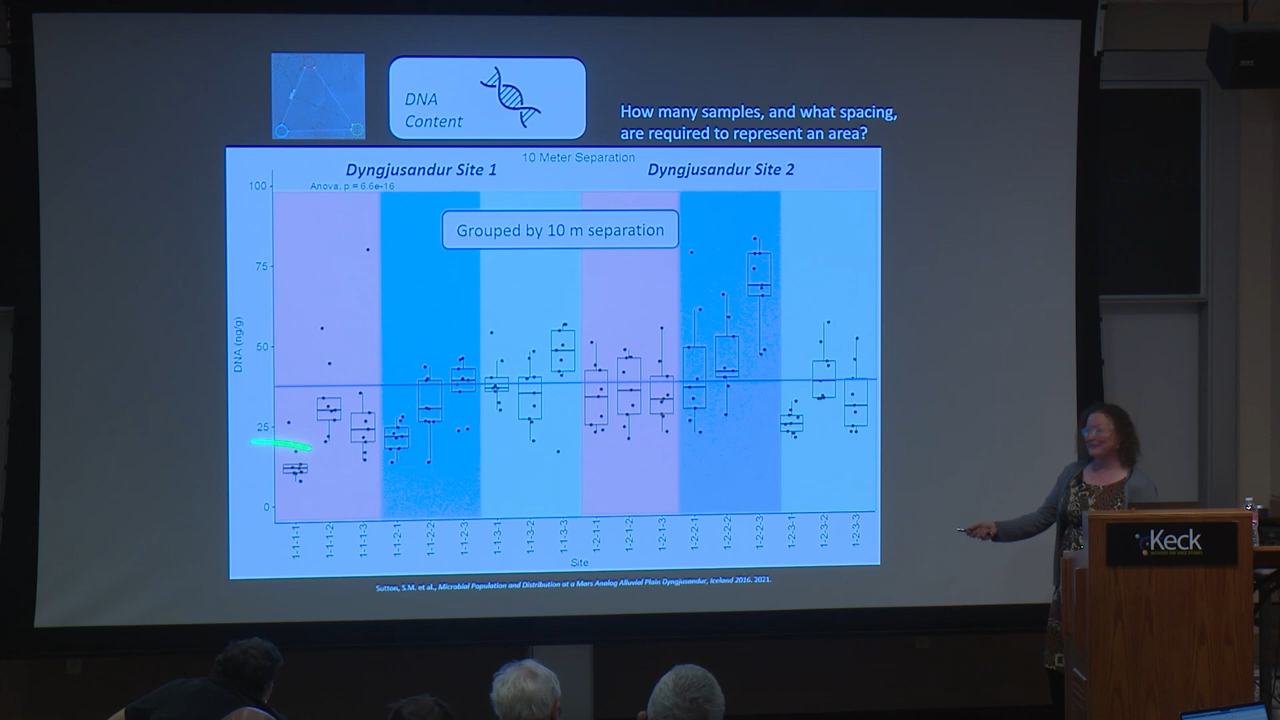 DNA
Content
How many samples, and what spacing,
are required to represent an area?
10 Meter Separation
Dyngjusandur Site 1
Dyngjusandur Site 2
Anova, p = 6.6e-16
Grouped by 10 m separation
DNA (ng/g)
100
75
50
25
0
1-1-1-1
1-1-1-2
1-1-1-3
1-1-2-1
1-1-2-2
1-1-2-3
1-1-3-1
1-1-3-2
1-1-3-3
1-2-1-1
1-2-1-2
1-2-1-3
1-2-2-1
1-2-2-2
1-2-2-3
1-2-3-1
1-2-3-2
1-2-3-3
Site
Sutton, S.M. et al., Microbial Population and Distribution at a Mars Analog Alluvial Plain Dyngjusandur, Iceland 2016. 2021.
Keck
INSTITUTE FOR SPACE STUDIES